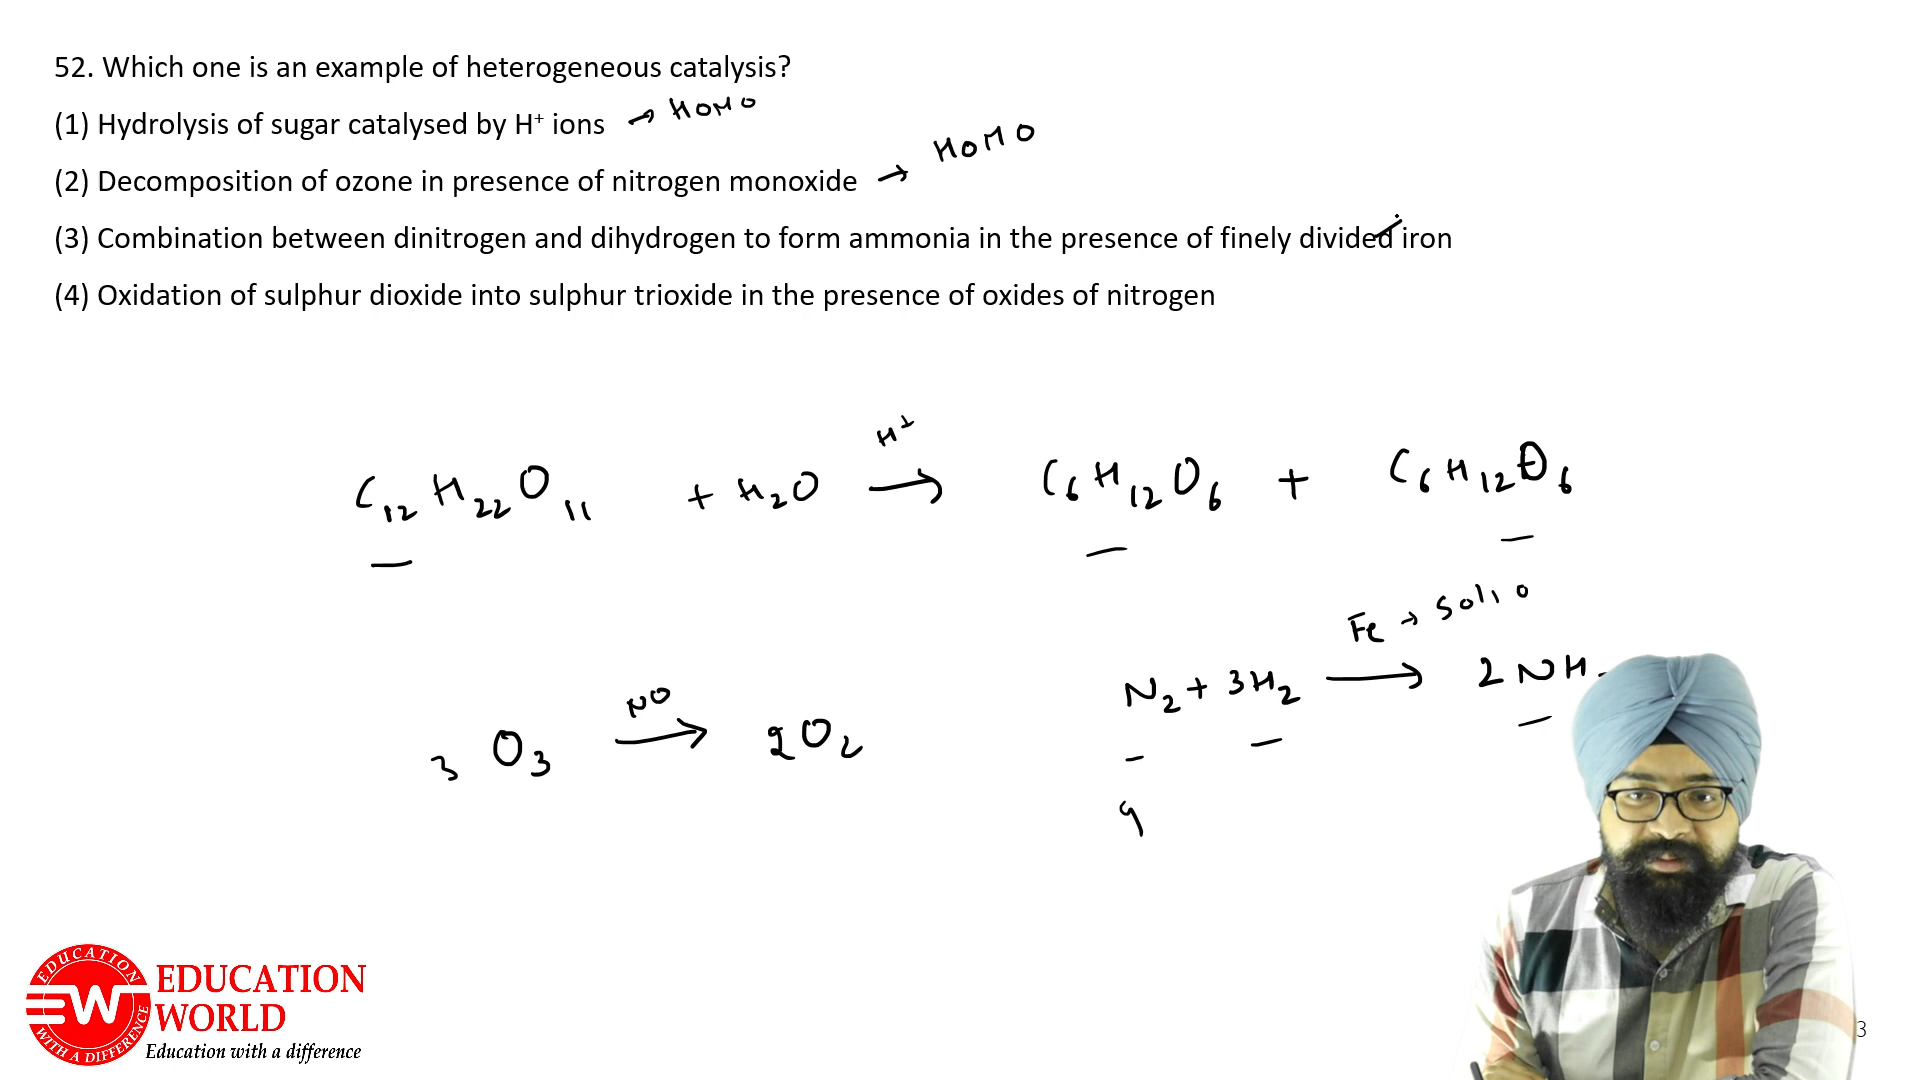 52. Which one is an example of heterogeneous catalysis?
(1) Hydrolysis of sugar catalysed by H⁺ ions → HOMO
(2) Decomposition of ozone in presence of nitrogen monoxide → HOMO
(3) Combination between dinitrogen and dihydrogen to form ammonia in the presence of finely divided iron
(4) Oxidation of sulphur dioxide into sulphur trioxide in the presence of oxides of nitrogen
H⁺
C₁₂H₂₂O₁₁ + H₂O → C₆H₁₂O₆ + C₆H₁₂O₆
Fe → Solid
N₂ + 3H₂ → 2NH
NO
3 O₃ → 2O₂
g
EDUCATION
WITH A DIFFERENCE
EW
EDUCATION
WORLD
Education with a difference
3